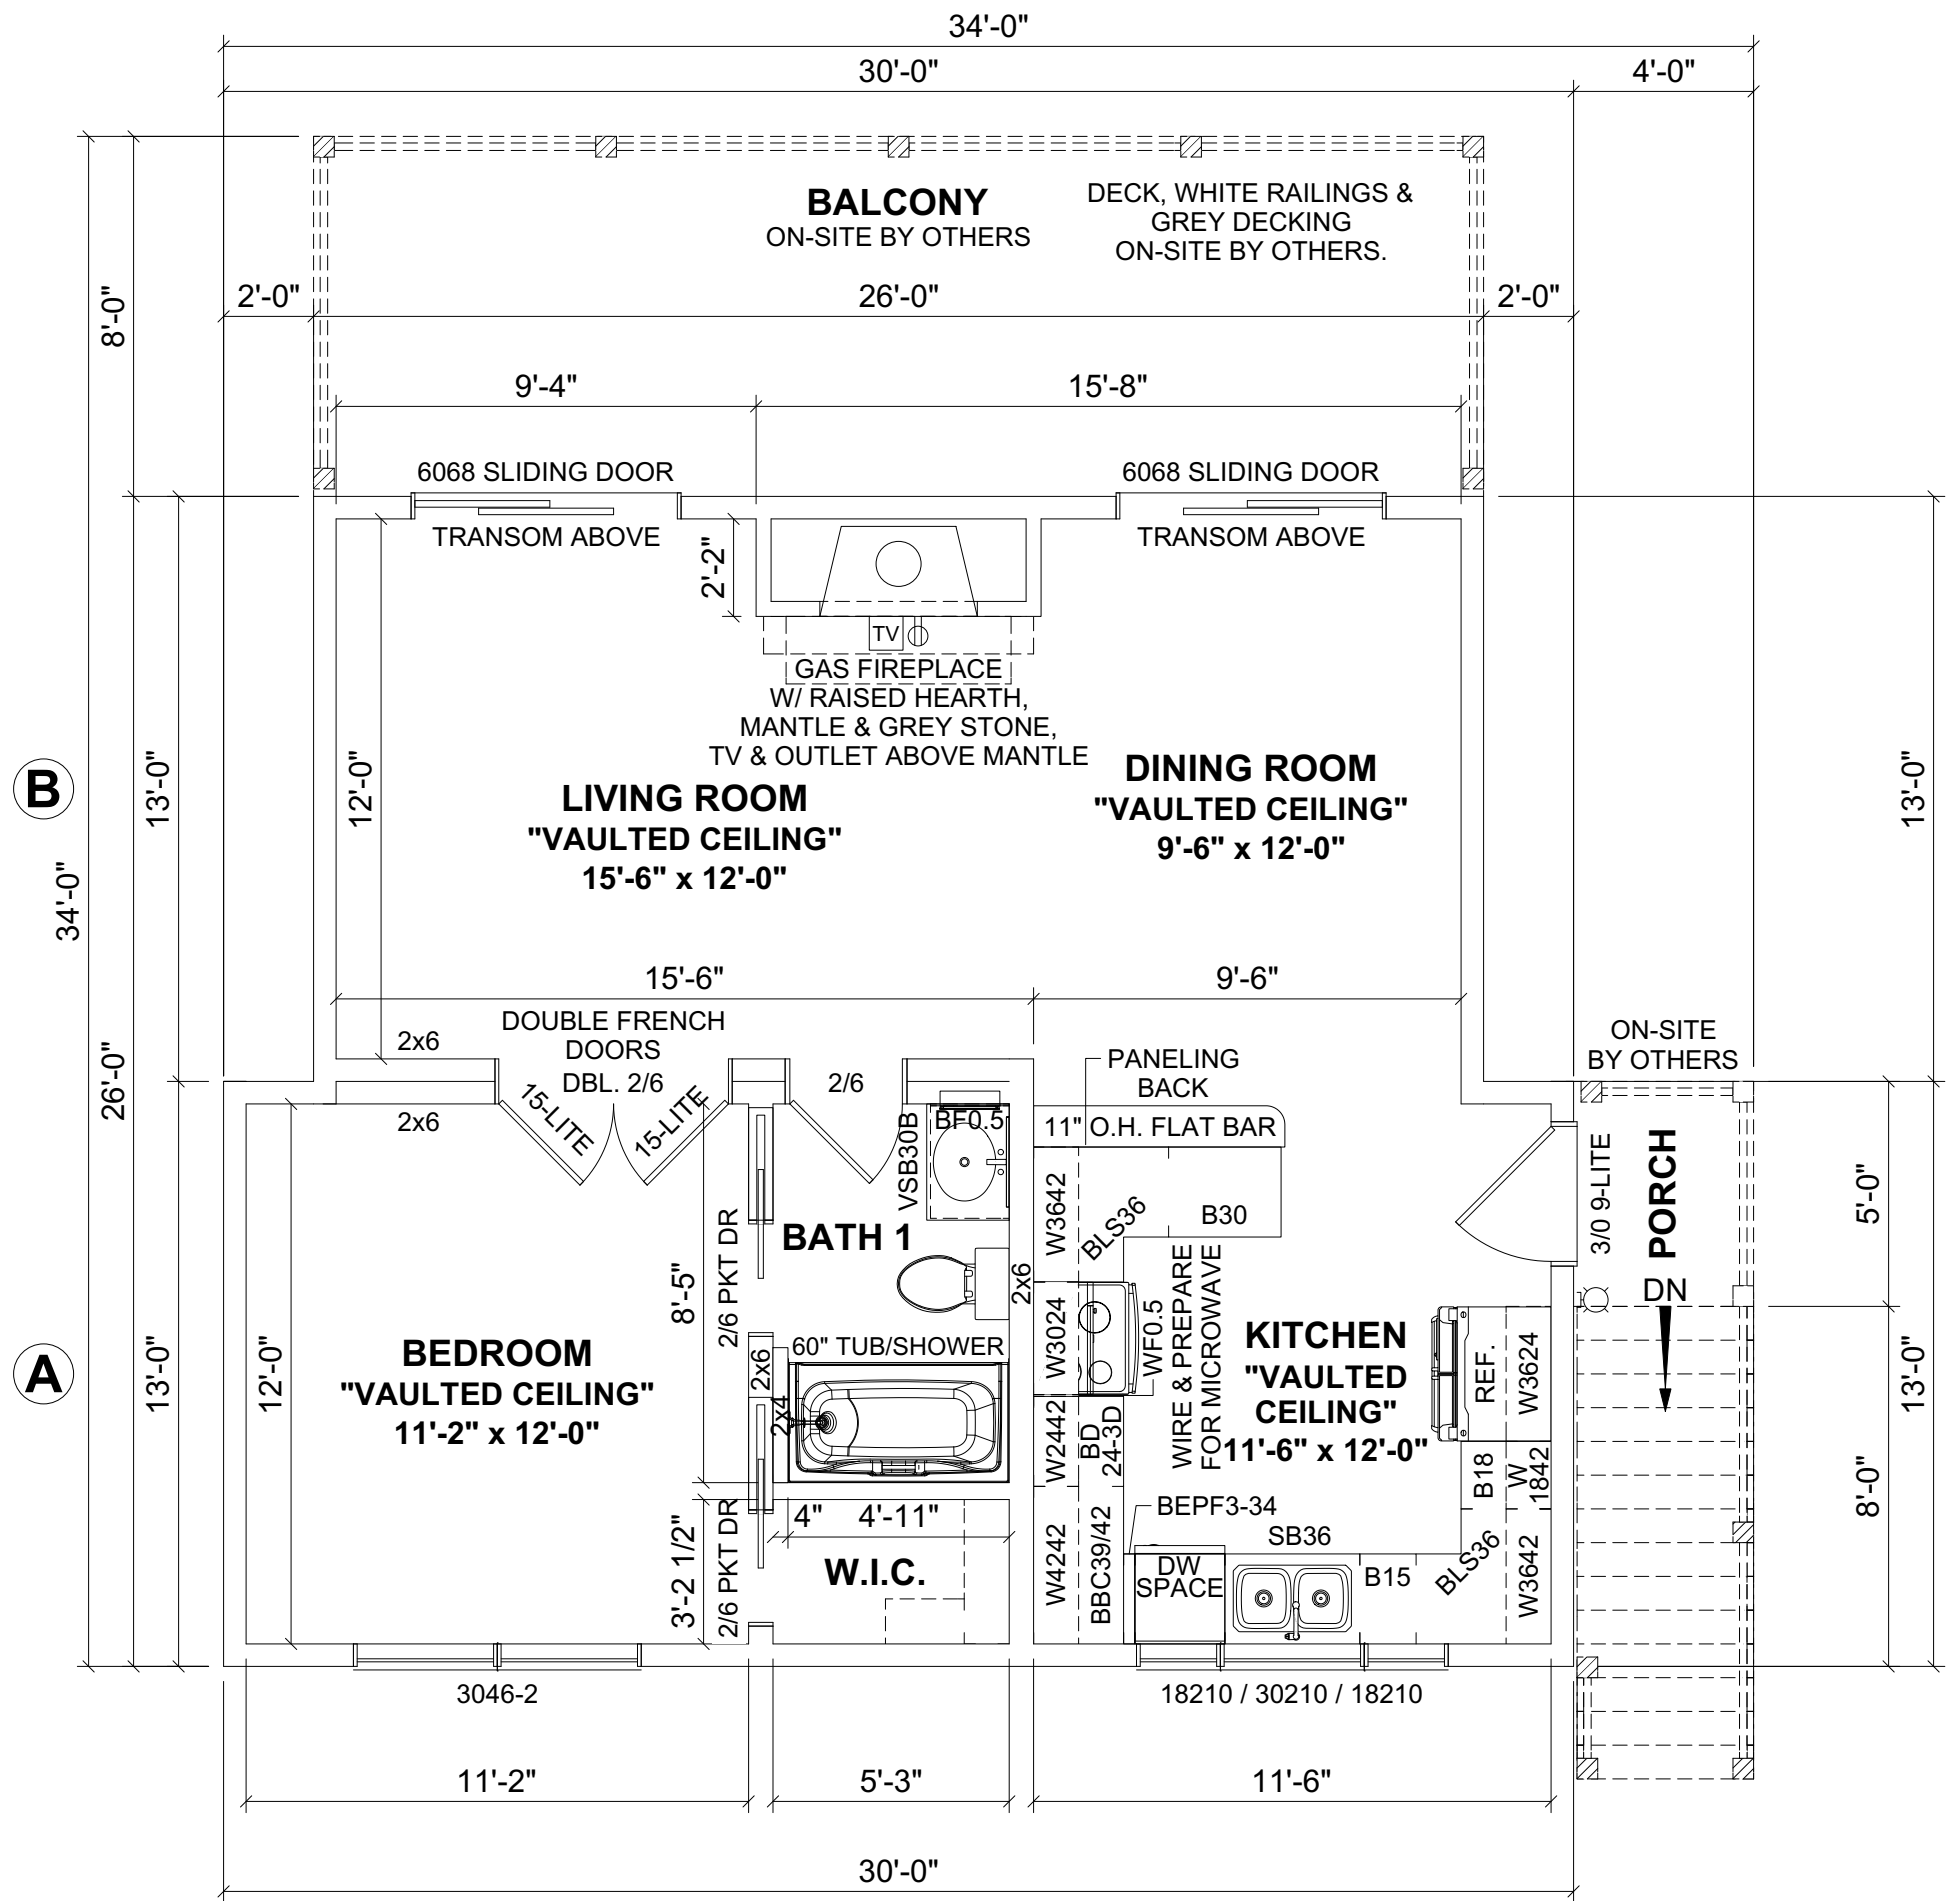 34'-0"
30'-0"
4'-0"
BALCONY
ON-SITE BY OTHERS
DECK, WHITE RAILINGS &
GREY DECKING
ON-SITE BY OTHERS.
2'-0"
26'-0"
2'-0"
8'-0"
9'-4"
15'-8"
6068 SLIDING DOOR
6068 SLIDING DOOR
TRANSOM ABOVE
TRANSOM ABOVE
2'-2"
TV
GAS FIREPLACE
W/ RAISED HEARTH,
MANTLE & GREY STONE,
TV & OUTLET ABOVE MANTLE
B
34'-0"
13'-0"
12'-0"
LIVING ROOM
"VAULTED CEILING"
15'-6" x 12'-0"
DINING ROOM
"VAULTED CEILING"
9'-6" x 12'-0"
13'-0"
15'-6"
9'-6"
26'-0"
2x6
DOUBLE FRENCH
DOORS
DBL. 2/6
2/6
2x6
15-LITE
15-LITE
PANELING
BACK
11" O.H. FLAT BAR
ON-SITE
BY OTHERS
BF0.5
VSB30B
W3642
BLS36
B30
3/0 9-LITE
PORCH
DN
5'-0"
BATH 1
2/6 PKT DR
8'-5"
2x6
W3024
WF0.5
WIRE & PREPARE
FOR MICROWAVE
A
13'-0"
12'-0"
BEDROOM
"VAULTED CEILING"
11'-2" x 12'-0"
60" TUB/SHOWER
2x6
2x4
KITCHEN
"VAULTED
CEILING"
11'-6" x 12'-0"
REF.
W3624
13'-0"
8'-0"
W2442
BD
24-3D
B18
W
1842
4"
4'-11"
3'-2 1/2"
2/6 PKT DR
W.I.C.
W4242
BBC39/42
BEPF3-34
SB36
DW
SPACE
B15
BLS36
W3642
3046-2
18210 / 30210 / 18210
11'-2"
5'-3"
11'-6"
30'-0"